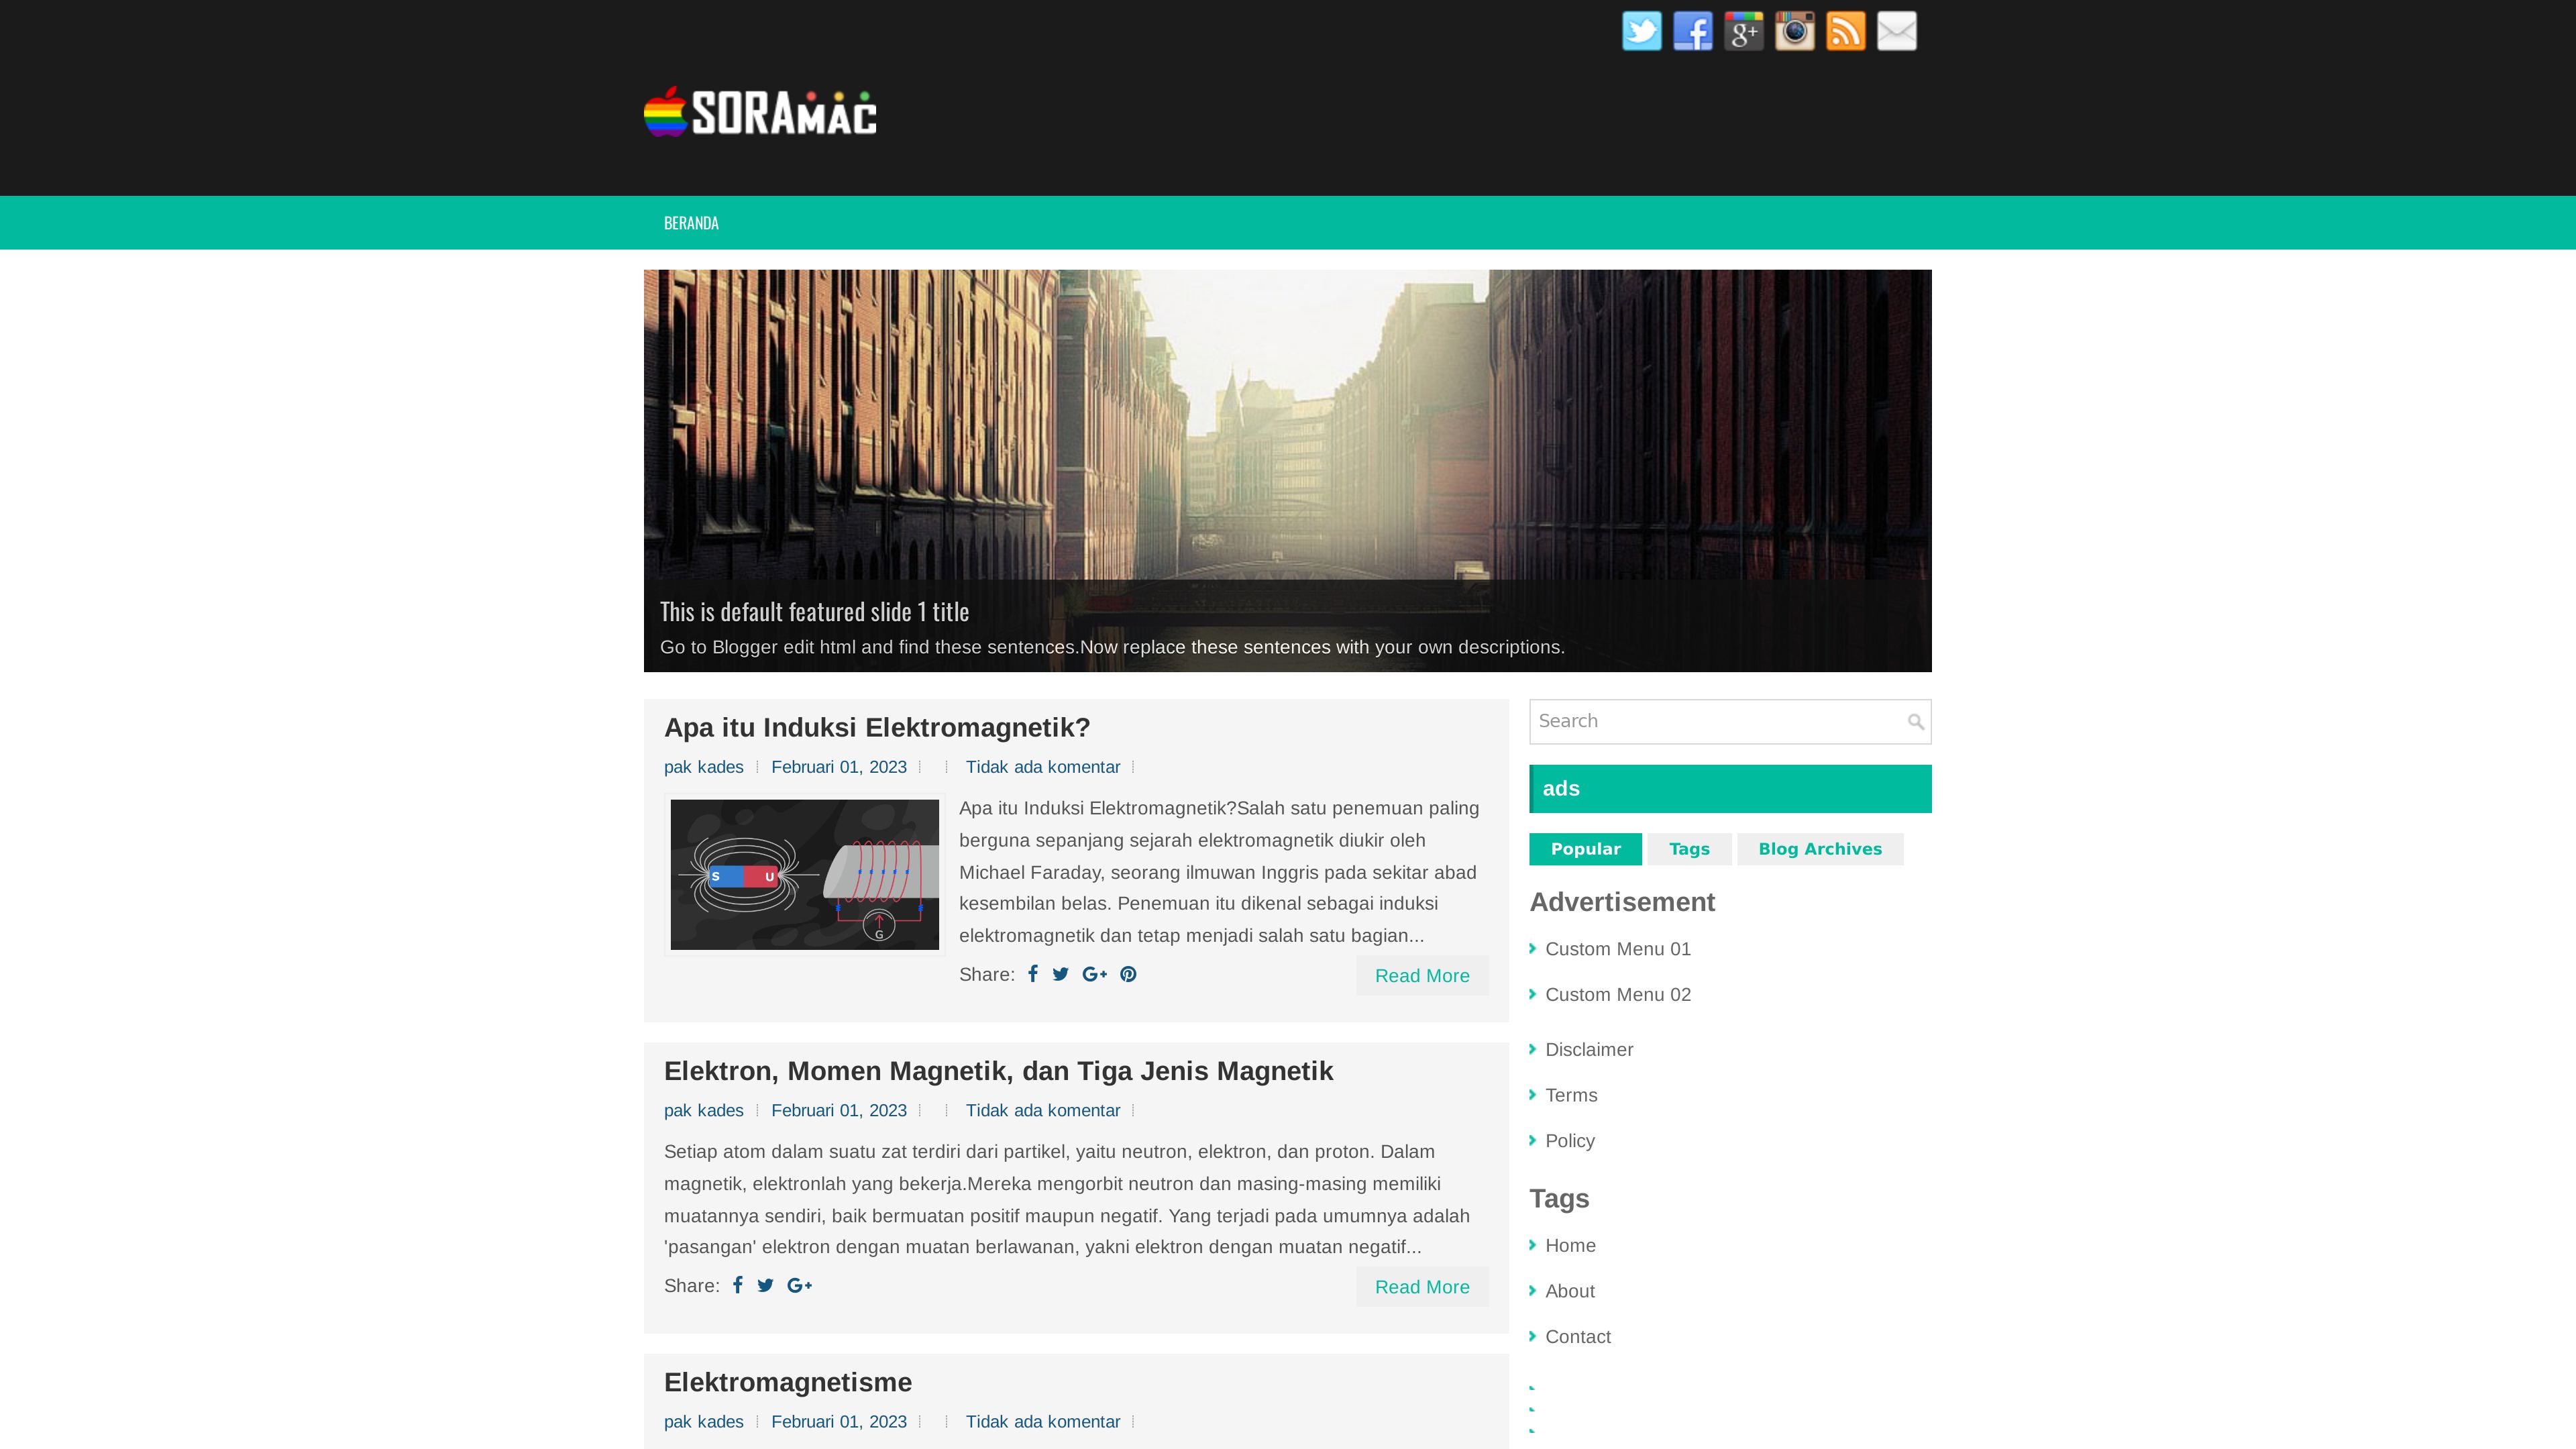 g+
SORAMAC
BERANDA
This is default featured slide 1 title
Go to Blogger edit html and find these sentences.Now replace these sentences with your own descriptions.
Apa itu Induksi Elektromagnetik?
pak kades Februari 01, 2023 Tidak ada komentar
S U G
Apa itu Induksi Elektromagnetik?Salah satu penemuan paling
berguna sepanjang sejarah elektromagnetik diukir oleh
Michael Faraday, seorang ilmuwan Inggris pada sekitar abad
kesembilan belas. Penemuan itu dikenal sebagai induksi
elektromagnetik dan tetap menjadi salah satu bagian...
Share: G+ Read More
Elektron, Momen Magnetik, dan Tiga Jenis Magnetik
pak kades Februari 01, 2023 Tidak ada komentar
Setiap atom dalam suatu zat terdiri dari partikel, yaitu neutron, elektron, dan proton. Dalam
magnetik, elektronlah yang bekerja.Mereka mengorbit neutron dan masing-masing memiliki
muatannya sendiri, baik bermuatan positif maupun negatif. Yang terjadi pada umumnya adalah
'pasangan' elektron dengan muatan berlawanan, yakni elektron dengan muatan negatif...
Share: G+ Read More
Elektromagnetisme
pak kades Februari 01, 2023 Tidak ada komentar
Search
ads
Popular Tags Blog Archives
Advertisement
Custom Menu 01
Custom Menu 02
Disclaimer
Terms
Policy
Tags
Home
About
Contact